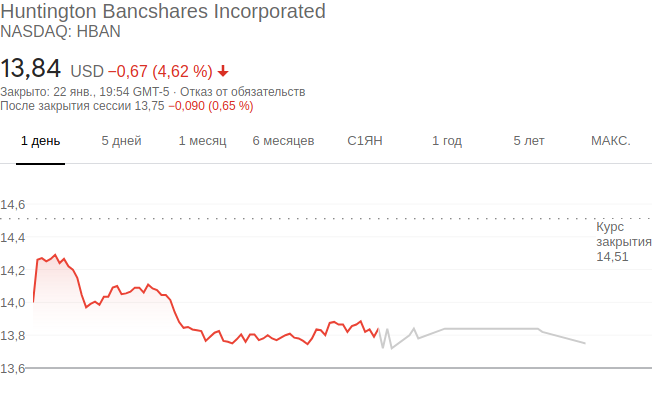 Huntington Bancshares Incorporated
NASDAQ: HBAN
13,84 USD −0,67 (4,62 %)
Закрыто: 22 янв., 19:54 GMT-5 · Отказ от обязательств
После закрытия сессии 13,75 −0,090 (0,65 %)
1 день 5 дней 1 месяц 6 месяцев С1ЯН 1 год 5 лет МАКС.
14,6
Курс
закрытия
14,51
14,4
14,2
14,0
13,8
13,6